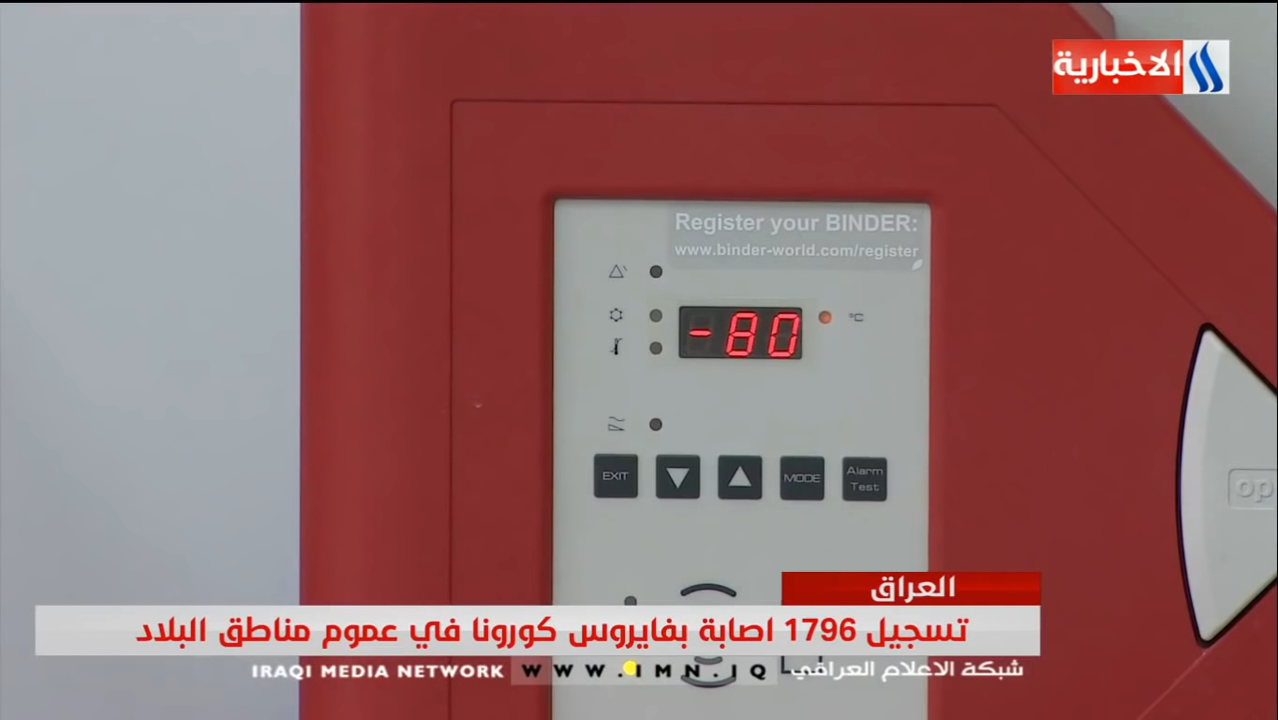 الاخبارية
Register your BINDER:
www.binder-world.com/register
-80 °C
EXIT
MODE
Alarm
Test
op
العراق
تسجيل 1796 اصابة بفايروس كورونا في عموم مناطق البلاد
IRAQI MEDIA NETWORK WWW.IMN.IQ شبكة الاعلام العراقي